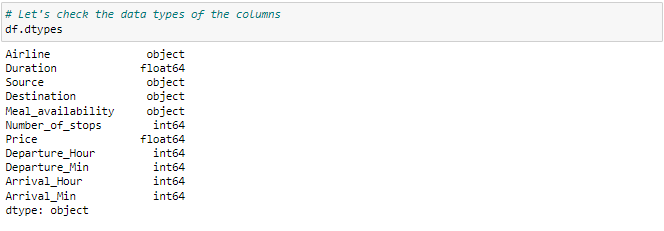 # Let's check the data types of the columns
df.dtypes
Airline object
Duration float64
Source object
Destination object
Meal_availability object
Number_of_stops int64
Price float64
Departure_Hour int64
Departure_Min int64
Arrival_Hour int64
Arrival_Min int64
dtype: object